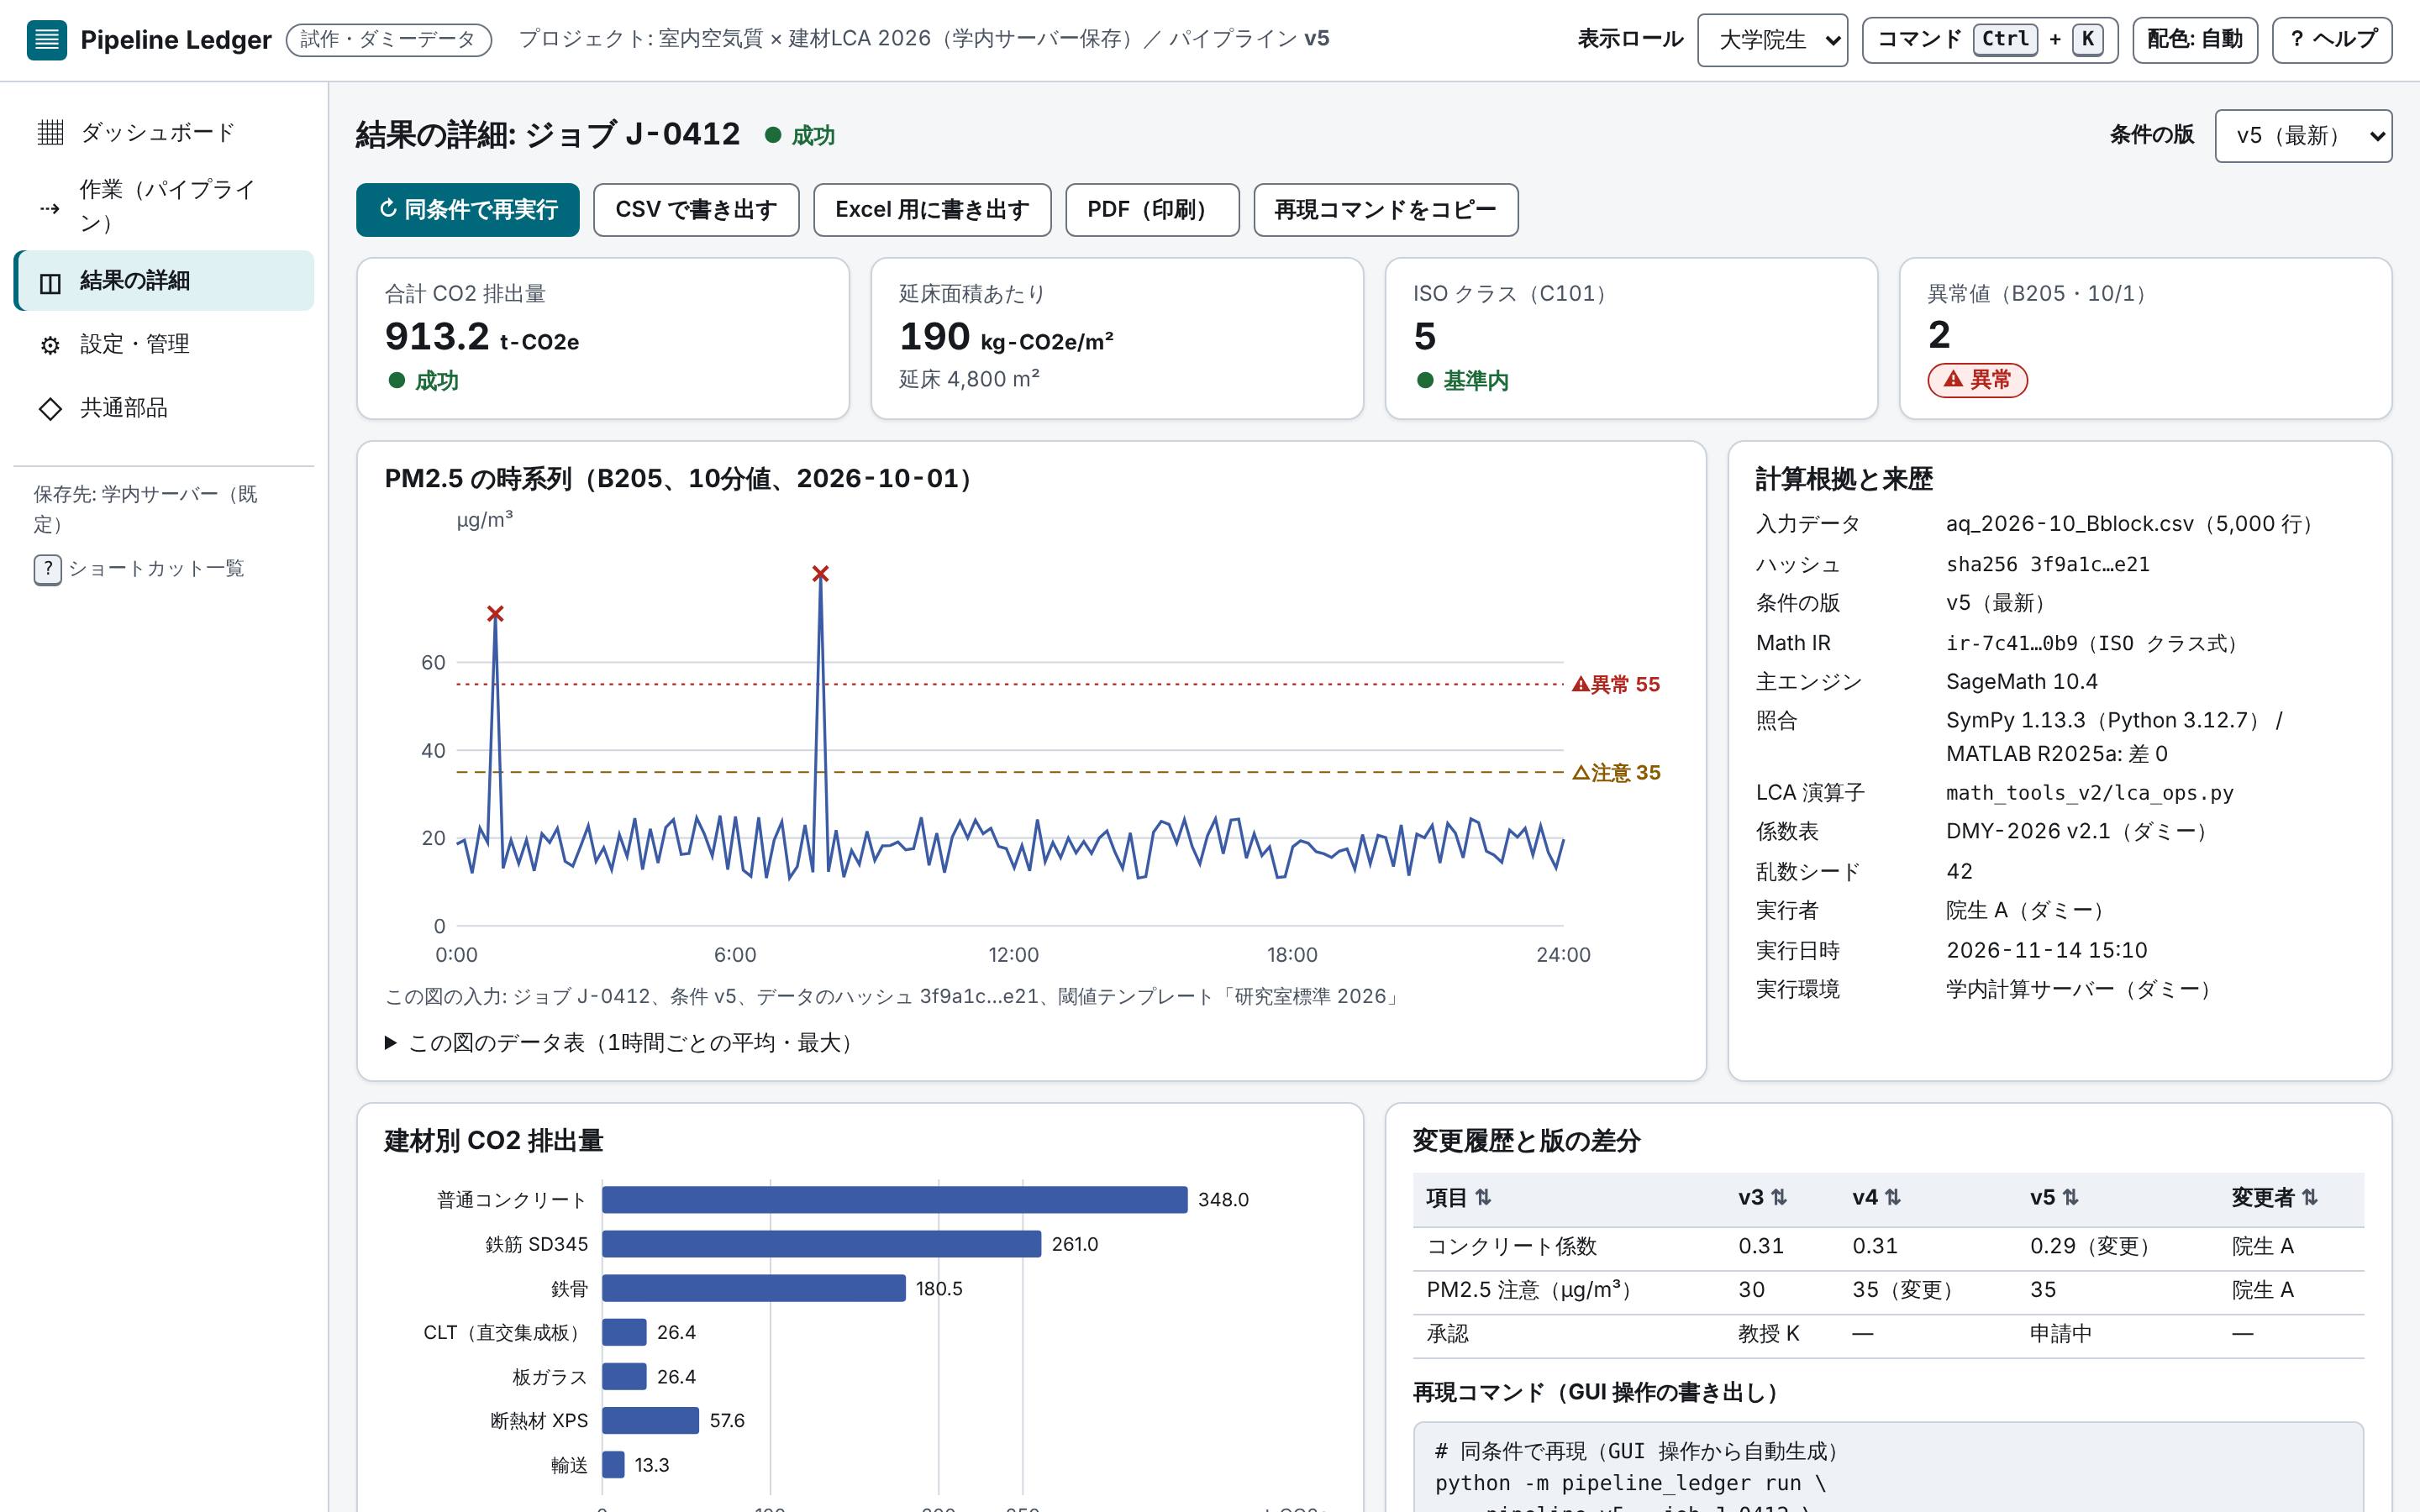 Pipeline Ledger
試作・ダミーデータ
プロジェクト: 室内空気質 × 建材LCA 2026（学内サーバー保存）／ パイプライン v5
表示ロール
大学院生
コマンド Ctrl + K
配色: 自動
? ヘルプ
ダッシュボード
作業（パイプライ
ン）
結果の詳細
設定・管理
共通部品
保存先: 学内サーバー（既
定）
? ショートカット一覧
結果の詳細: ジョブ J-0412
成功
条件の版
v5（最新）
↻ 同条件で再実行
CSV で書き出す
Excel 用に書き出す
PDF（印刷）
再現コマンドをコピー
合計 CO2 排出量
913.2 t-CO2e
成功
延床面積あたり
190 kg-CO2e/m²
延床 4,800 m²
ISO クラス（C101）
5
基準内
異常値（B205・10/1）
2
異常
PM2.5 の時系列（B205、10分値、2026-10-01）
µg/m³
60
40
20
0
異常 55
注意 35
0:00
6:00
12:00
18:00
24:00
この図の入力: ジョブ J-0412、条件 v5、データのハッシュ 3f9a1c…e21、閾値テンプレート「研究室標準 2026」
▶ この図のデータ表（1時間ごとの平均・最大）
計算根拠と来歴
入力データ aq_2026-10_Bblock.csv（5,000 行）
ハッシュ sha256 3f9a1c…e21
条件の版 v5（最新）
Math IR ir-7c41…0b9（ISO クラス式）
主エンジン SageMath 10.4
照合 SymPy 1.13.3（Python 3.12.7） /
MATLAB R2025a: 差 0
LCA 演算子 math_tools_v2/lca_ops.py
係数表 DMY-2026 v2.1（ダミー）
乱数シード 42
実行者 院生 A（ダミー）
実行日時 2026-11-14 15:10
実行環境 学内計算サーバー（ダミー）
建材別 CO2 排出量
普通コンクリート 348.0
鉄筋 SD345 261.0
鉄骨 180.5
CLT（直交集成板） 26.4
板ガラス 26.4
断熱材 XPS 57.6
輸送 13.3
変更履歴と版の差分
項目 ⇅ v3 ⇅ v4 ⇅ v5 ⇅ 変更者 ⇅
コンクリート係数 0.31 0.31 0.29（変更） 院生 A
PM2.5 注意（µg/m³） 30 35（変更） 35 院生 A
承認 教授 K — 申請中 —
再現コマンド（GUI 操作の書き出し）
# 同条件で再現（GUI 操作から自動生成）
python -m pipeline_ledger run \